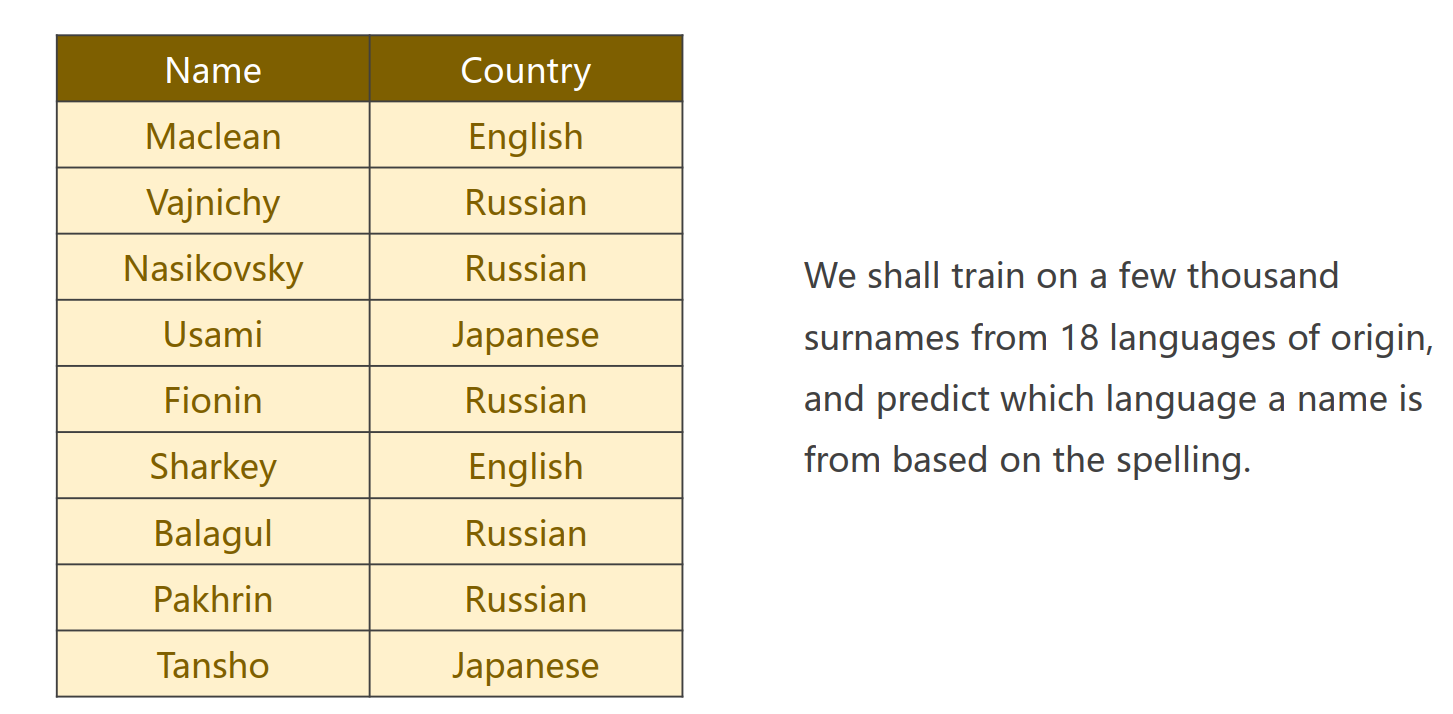 Name Country
Maclean English
Vajnichy Russian
Nasikovsky Russian
Usami Japanese
Fionin Russian
Sharkey English
Balagul Russian
Pakhrin Russian
Tansho Japanese
We shall train on a few thousand
surnames from 18 languages of origin,
and predict which language a name is
from based on the spelling.